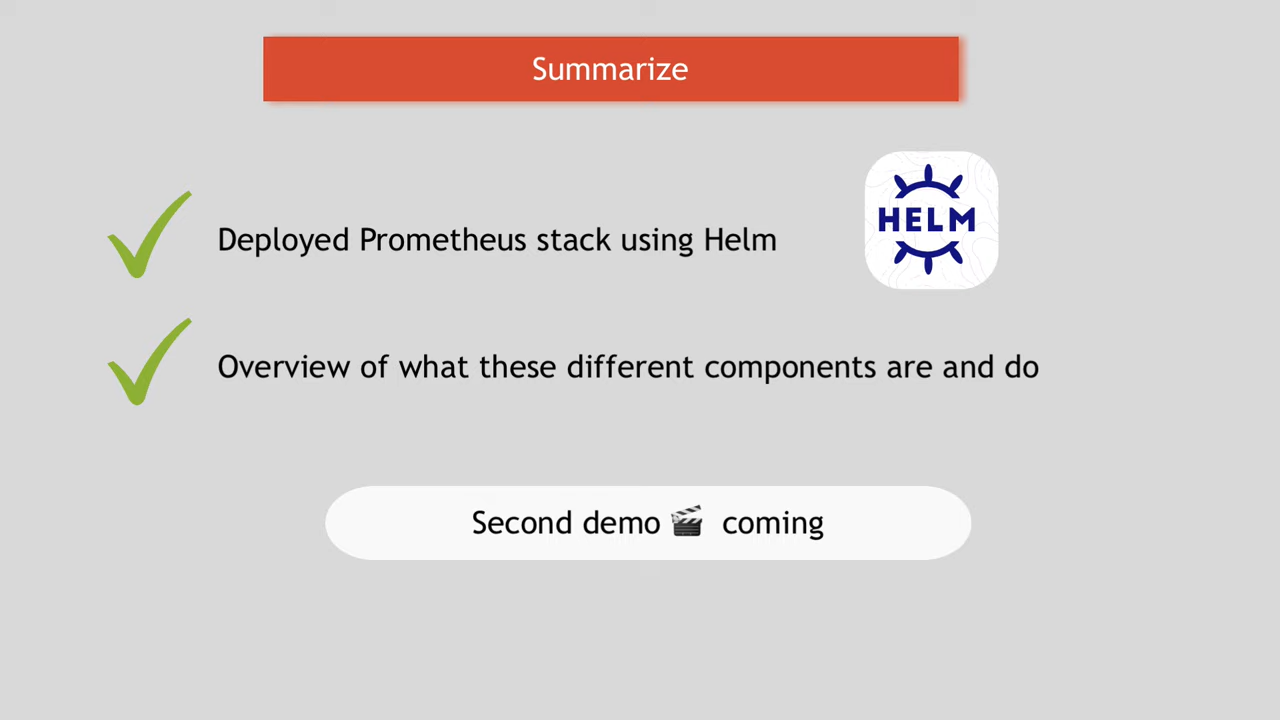 Summarize
HELM
Deployed Prometheus stack using Helm
Overview of what these different components are and do
Second demo 🎬 coming